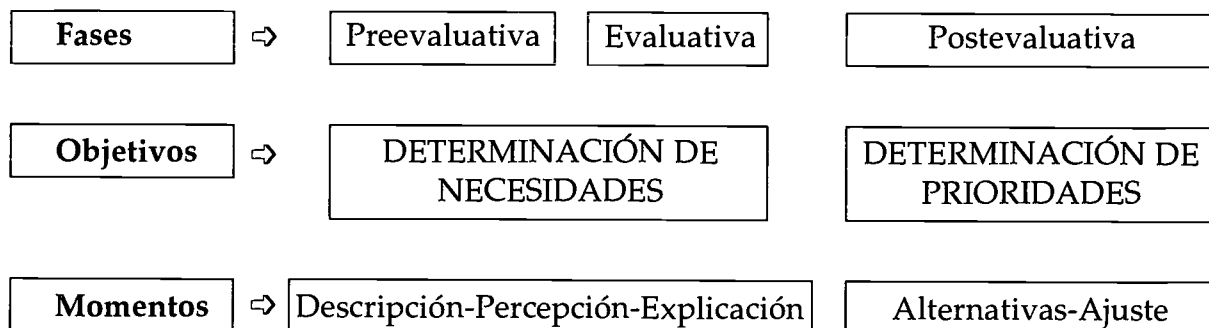 Fases ⇨ Preevaluativa Evaluativa Postevaluativa
Objetivos ⇨ DETERMINACIÓN DE DETERMINACIÓN DE
NECESIDADES PRIORIDADES
Momentos ⇨ Descripción-Percepción-Explicación Alternativas-Ajuste